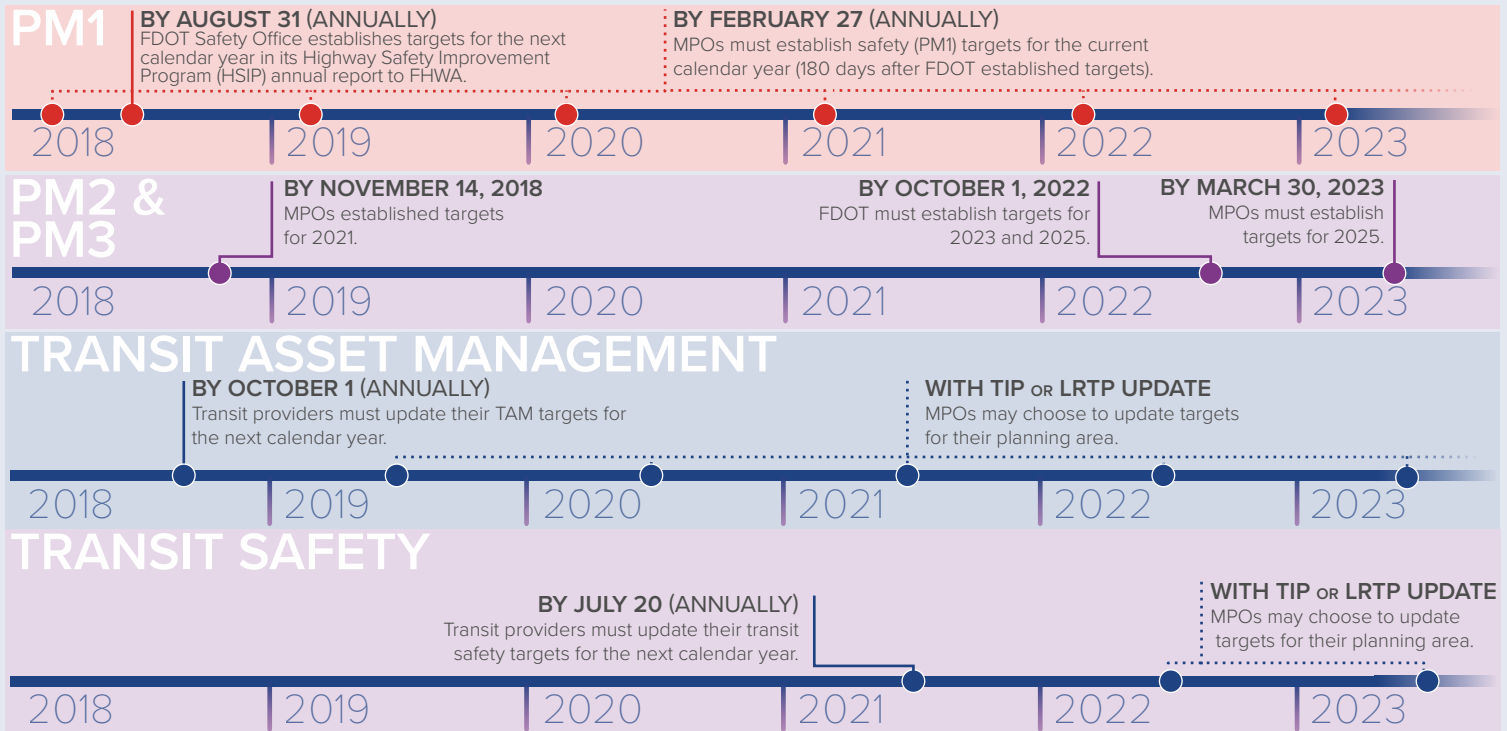 PM1
BY AUGUST 31 (ANNUALLY)
FDOT Safety Office establishes targets for the next
calendar year in its Highway Safety Improvement
Program (HSIP) annual report to FHWA.
BY FEBRUARY 27 (ANNUALLY)
MPOs must establish safety (PM1) targets for the current
calendar year (180 days after FDOT established targets).
2018
2019
2020
2021
2022
2023
PM2 &
PM3
BY NOVEMBER 14, 2018
MPOs established targets
for 2021.
BY OCTOBER 1, 2022
FDOT must establish targets for
2023 and 2025.
BY MARCH 30, 2023
MPOs must establish
targets for 2025.
2018
2019
2020
2021
2022
2023
TRANSIT ASSET MANAGEMENT
BY OCTOBER 1 (ANNUALLY)
Transit providers must update their TAM targets for
the next calendar year.
WITH TIP OR LRTP UPDATE
MPOs may choose to update targets
for their planning area.
2018
2019
2020
2021
2022
2023
TRANSIT SAFETY
BY JULY 20 (ANNUALLY)
Transit providers must update their transit
safety targets for the next calendar year.
WITH TIP OR LRTP UPDATE
MPOs may choose to update
targets for their planning area.
2018
2019
2020
2021
2022
2023